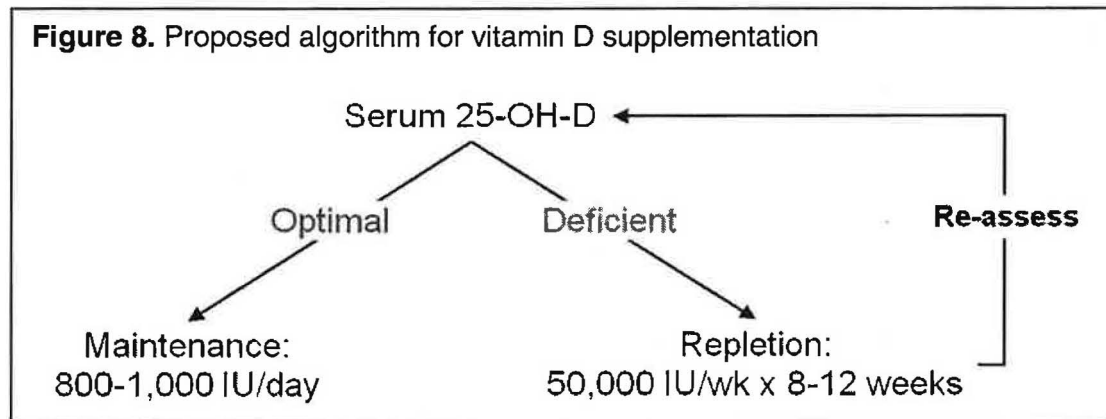 Figure 8. Proposed algorithm for vitamin D supplementation
Serum 25-OH-D
Optimal
Deficient
Re-assess
Maintenance:
800-1,000 IU/day
Repletion:
50,000 IU/wk x 8-12 weeks